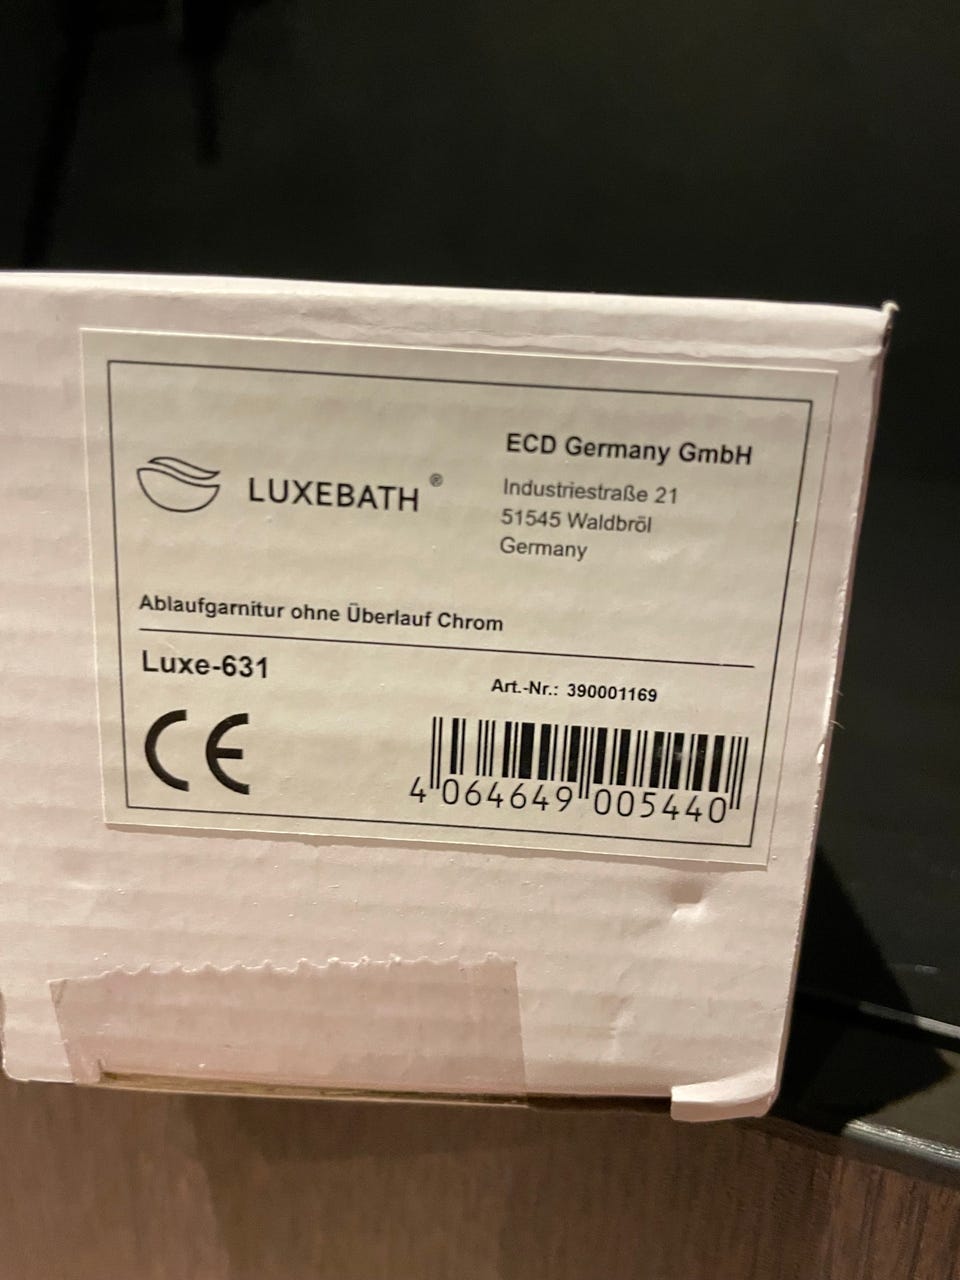 LUXEBATH®
ECD Germany GmbH
Industriestraße 21
51545 Waldbröl
Germany
Ablaufgarnitur ohne Überlauf Chrom
Luxe-631
Art.-Nr.: 390001169
CE
4 064649 005440